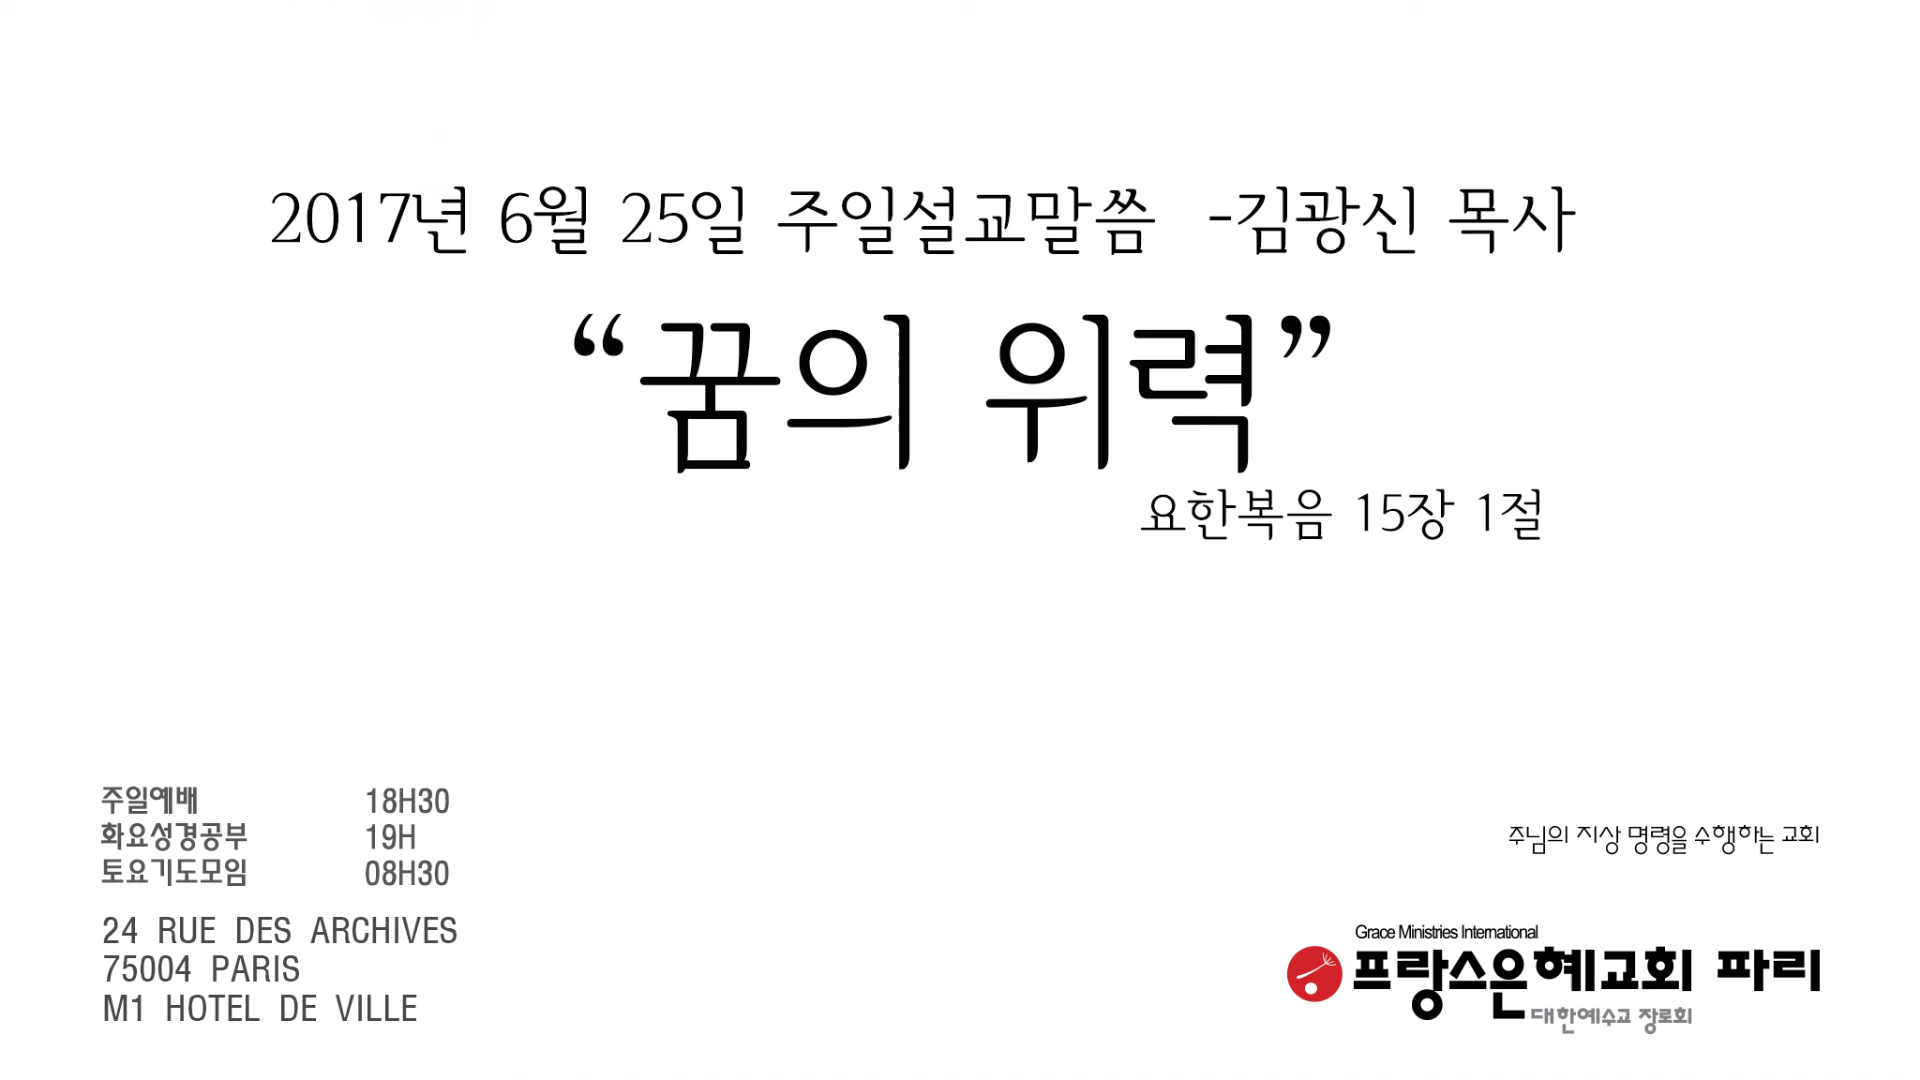 2017년 6월 25일 주일설교말씀 -김광신 목사
“꿈의 위력”
요한복음 15장 1절
주일예배 18H30
화요성경공부 19H
토요기도모임 08H30
24 RUE DES ARCHIVES
75004 PARIS
M1 HOTEL DE VILLE
주님의 지상 명령을 수행하는 교회
Grace Ministries International
프랑스은혜교회 파리
대한예수교 장로회